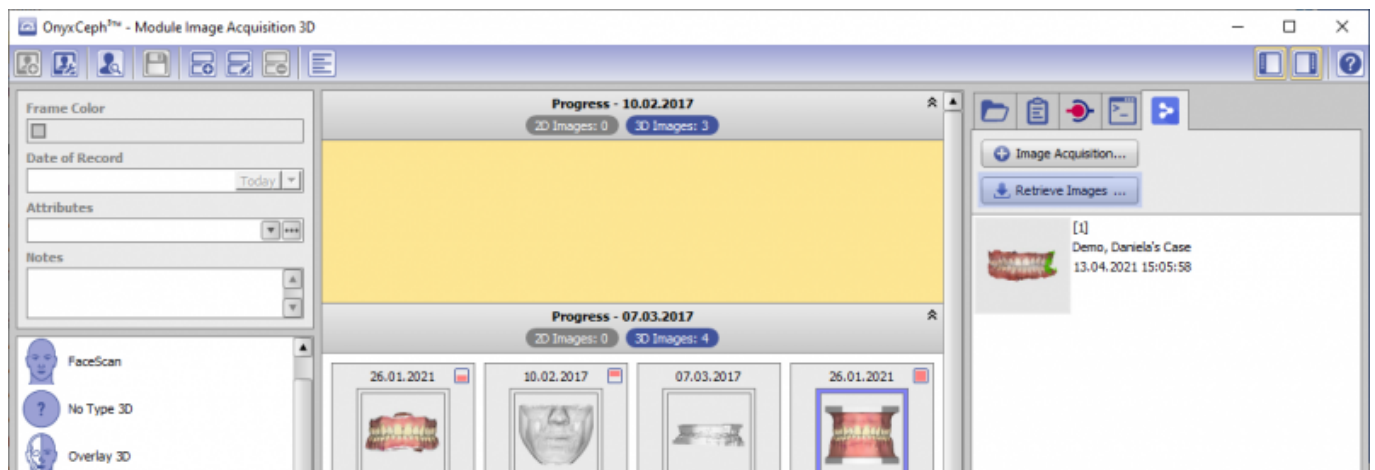 OnyxCeph³™ - Module Image Acquisition 3D
Frame Color
Date of Record
Today
Attributes
Notes
FaceScan
? No Type 3D
Overlay 3D
Progress - 10.02.2017
2D Images: 0 3D Images: 3
Progress - 07.03.2017
2D Images: 0 3D Images: 4
26.01.2021 10.02.2017 07.03.2017 26.01.2021
Image Acquisition...
Retrieve Images ...
[1]
Demo, Daniela's Case
13.04.2021 15:05:58